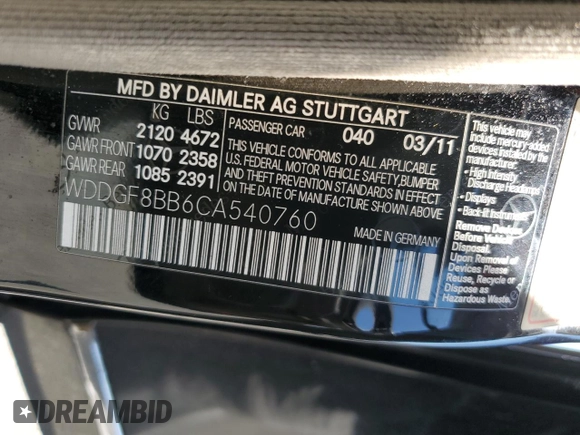 MFD BY DAIMLER AG STUTTGART
KG LBS
GVWR 2120 4672
GAWR FRONT 1070 2358
GAWR REAR 1085 2391
PASSENGER CAR 040 03/11
THIS VEHICLE CONFORMS TO ALL APPLICABLE
U.S. FEDERAL MOTOR VEHICLE SAFETY,BUMPER
AND THEFT PREVENTION STANDARDS IN EFFECT
ON THE DATE OF MANUFACTURE SHOWN ABOVE.
WDDGF8BB6CA540760
MADE IN GERMANY
This vehicle may
include mercury-added
devices installed by the
manufacturer:
- High Intensity
Discharge Headlamps
- Displays
- Back-lit Instrument
Remove Devices
Before Vehicle
Disposal.
Upon Removal of
Devices Please
Reuse, Recycle or
Dispose as
Hazardous Waste.
DREAMBID